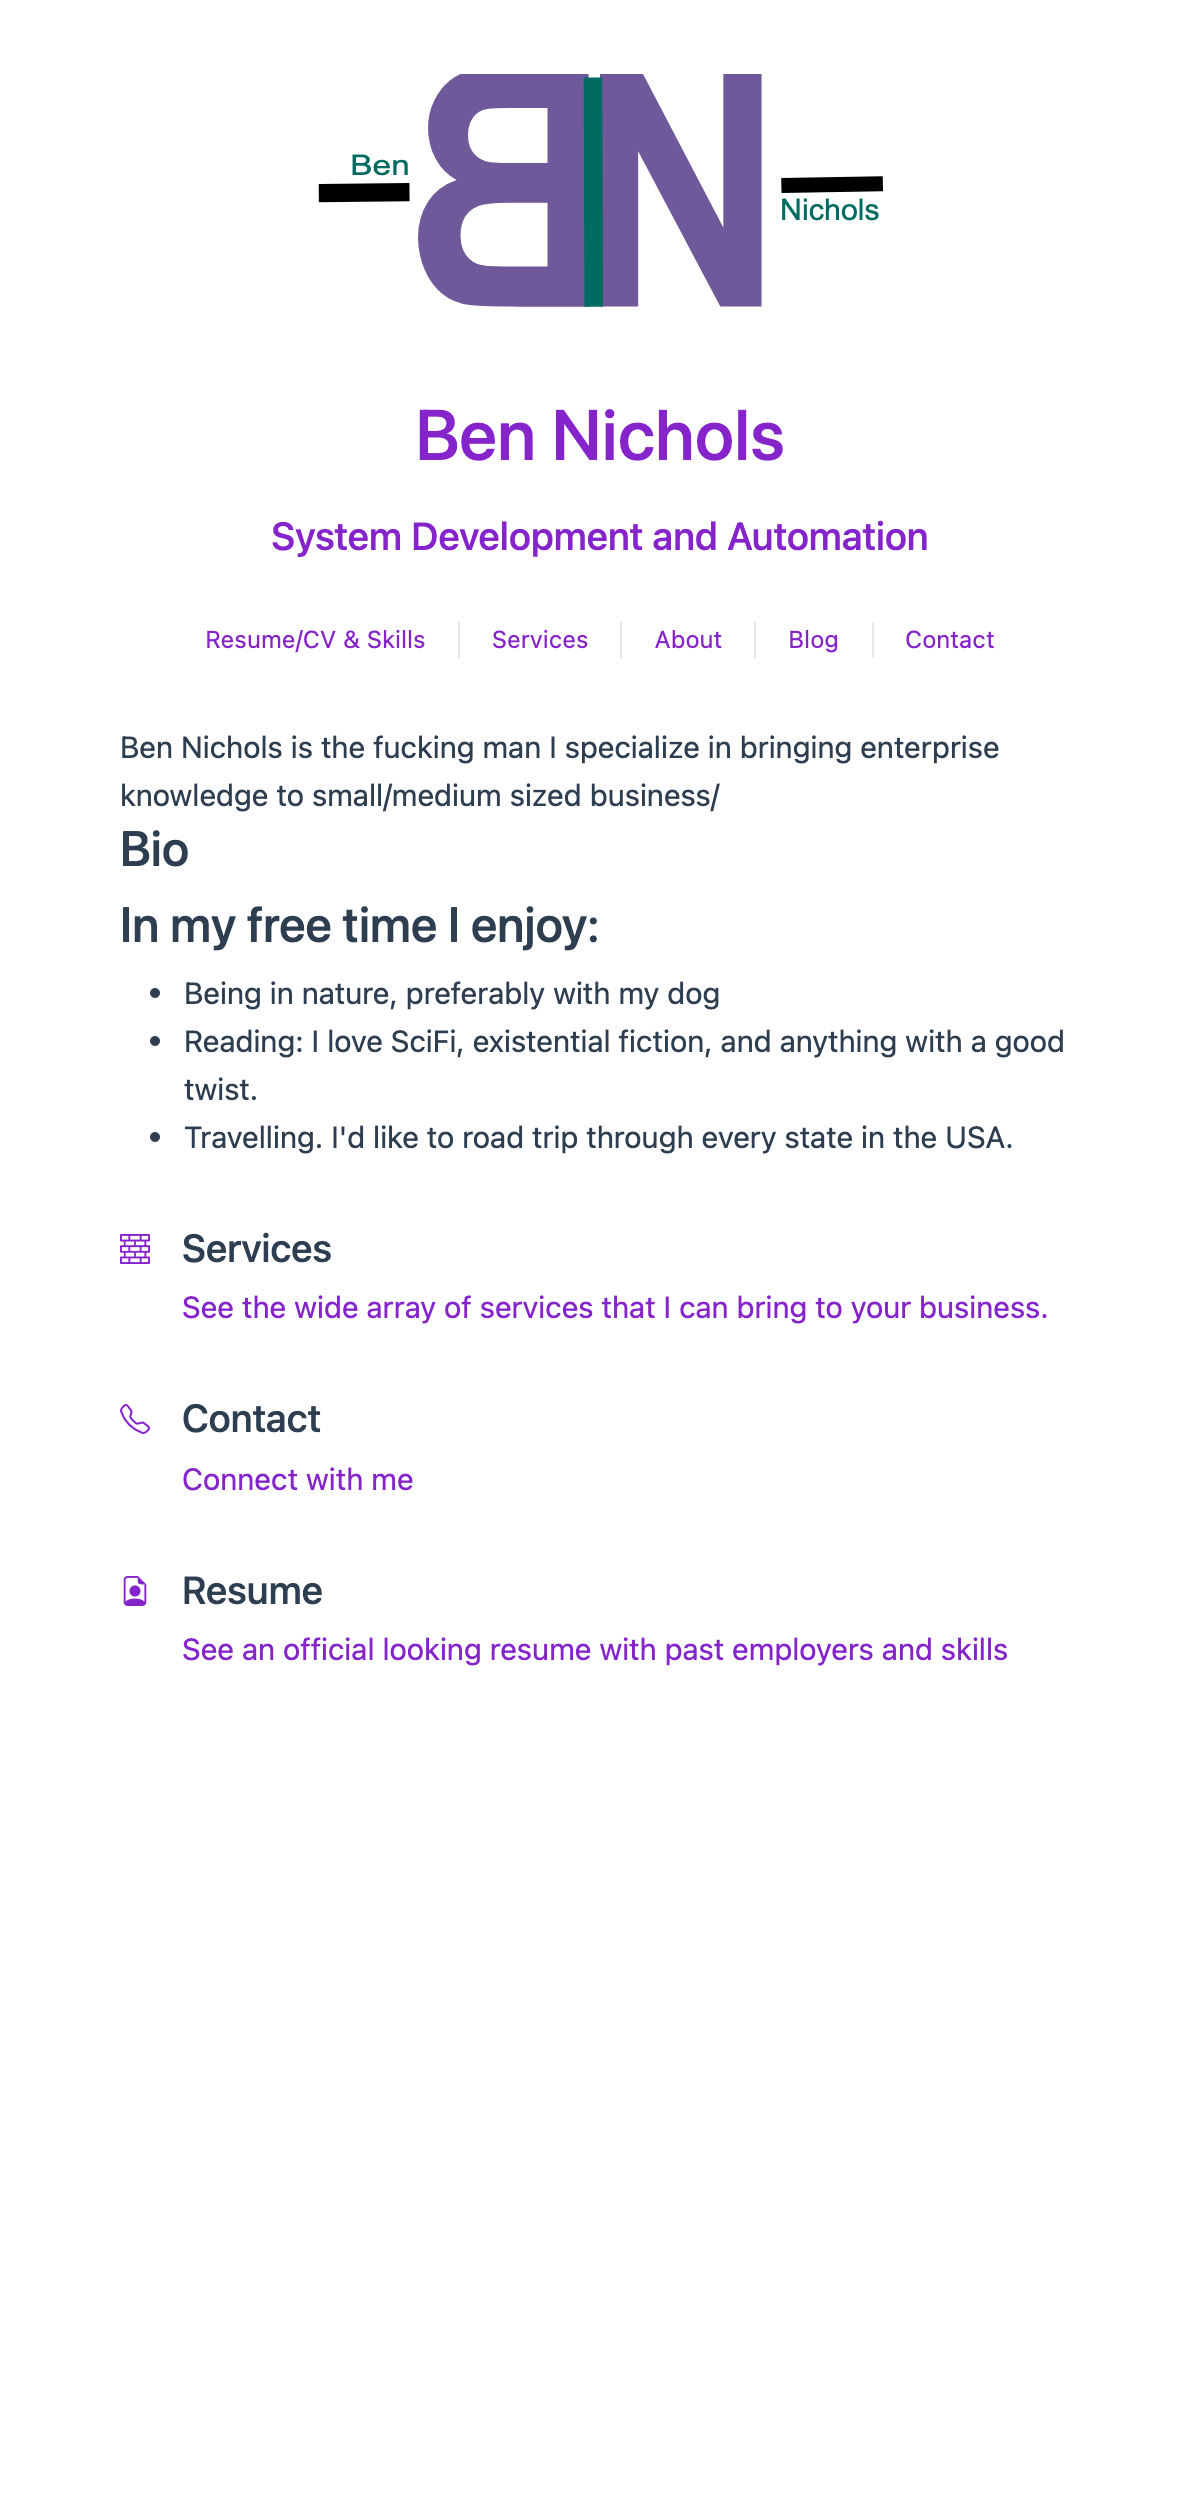 Ben
BN
Nichols
Ben Nichols
System Development and Automation
Resume/CV & Skills
Services
About
Blog
Contact
Ben Nichols is the fucking man I specialize in bringing enterprise
knowledge to small/medium sized business/
Bio
In my free time I enjoy:
Being in nature, preferably with my dog
Reading: I love SciFi, existential fiction, and anything with a good
twist.
Travelling. I'd like to road trip through every state in the USA.
Services
See the wide array of services that I can bring to your business.
Contact
Connect with me
Resume
See an official looking resume with past employers and skills